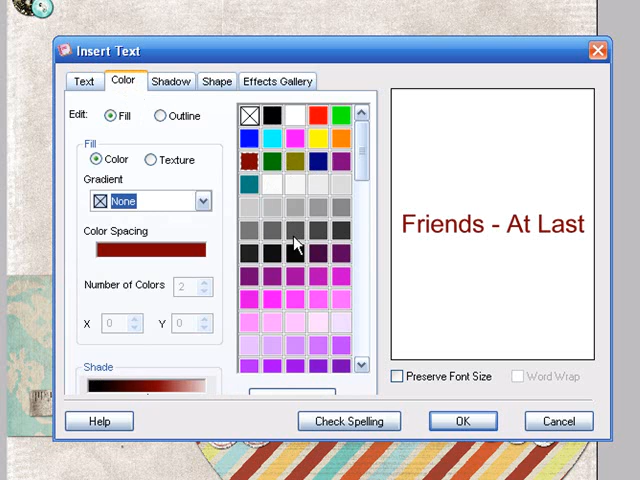 Insert Text
Text Color Shadow Shape Effects Gallery
Edit: Fill Outline
Fill
Color Texture
Gradient
None
Color Spacing
Number of Colors 2
X 0 Y 0
Shade
Friends - At Last
Preserve Font Size Word Wrap
Help Check Spelling OK Cancel